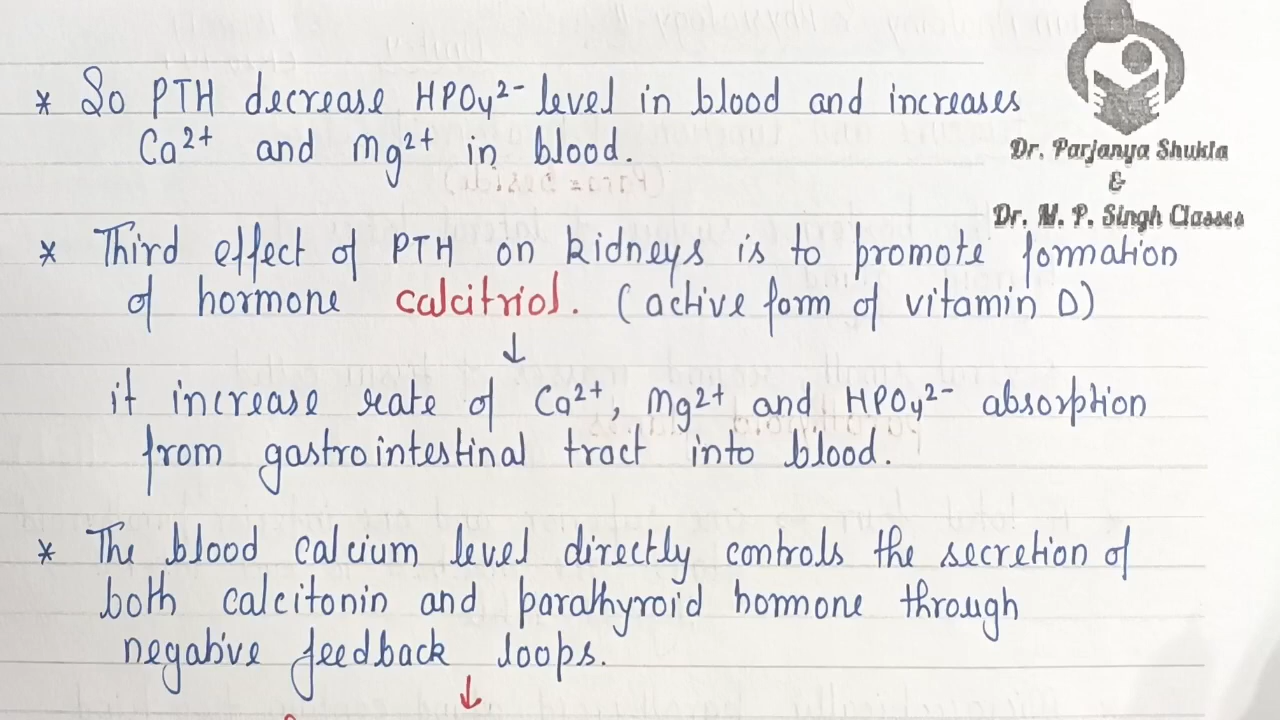 * So PTH decrease HPO₄²⁻ level in blood and increases
Ca²⁺ and Mg²⁺ in blood.
Dr. Parjanya Shukla
&
Dr. M. P. Singh Classes
* Third effect of PTH on kidneys is to promote formation
of hormone calcitriol. (active form of vitamin D)
↓
it increase rate of Ca²⁺, Mg²⁺ and HPO₄²⁻ absorption
from gastrointestinal tract into blood.
* The blood calcium level directly controls the secretion of
both calcitonin and parathyroid hormone through
negative feedback loops.
↓